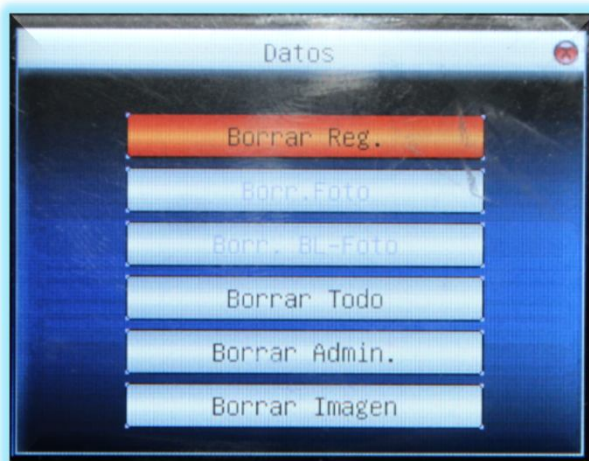 Datos
Borrar Reg.
Borr.Foto
Borr. BL-Foto
Borrar Todo
Borrar Admin.
Borrar Imagen